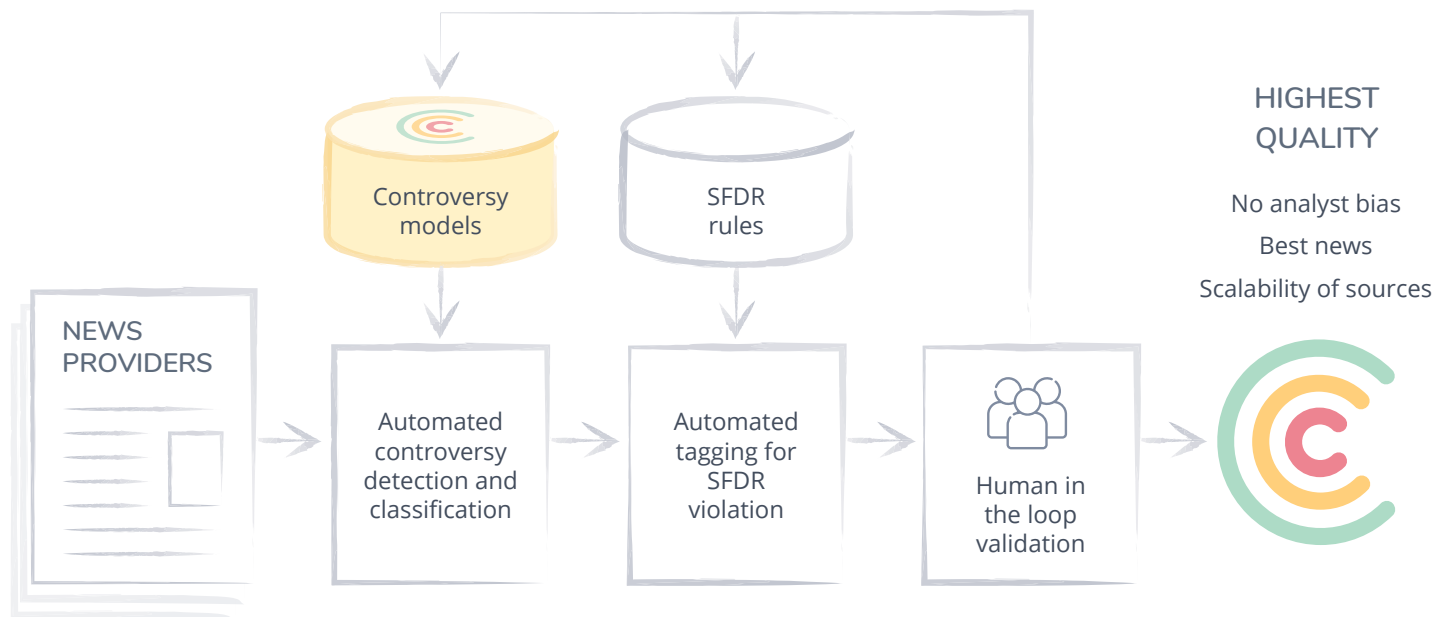 HIGHEST
QUALITY
Controversy
models
SFDR
rules
No analyst bias
Best news
Scalability of sources
NEWS
PROVIDERS
Automated
controversy
detection and
classification
Automated
tagging for
SFDR
violation
Human in
the loop
validation